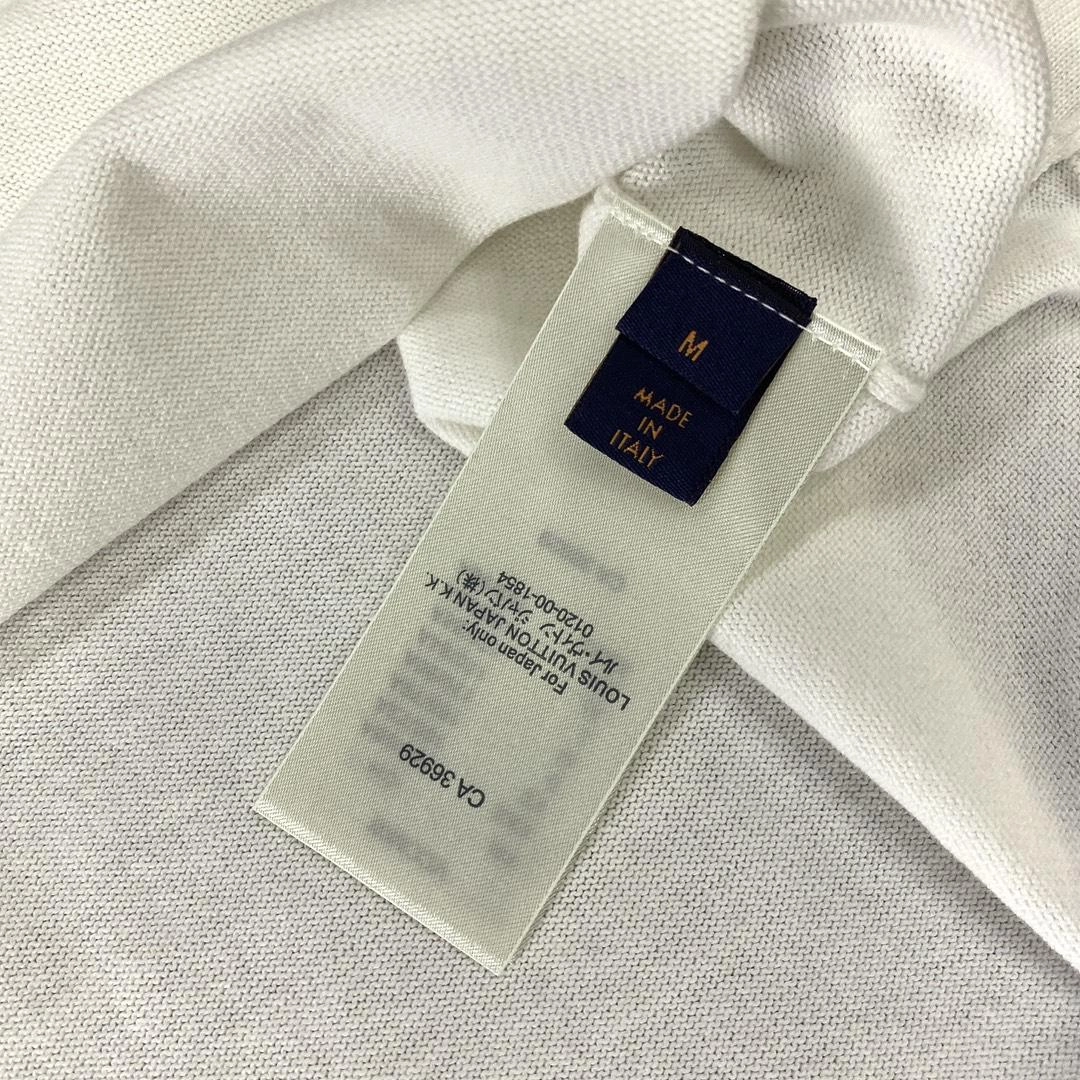 M
MADE
IN
ITALY
CA 36929
For Japan only:
LOUIS VUITTON JAPAN K.K.
ルイ・ヴィトン ジャパン(株)
0120-00-1854